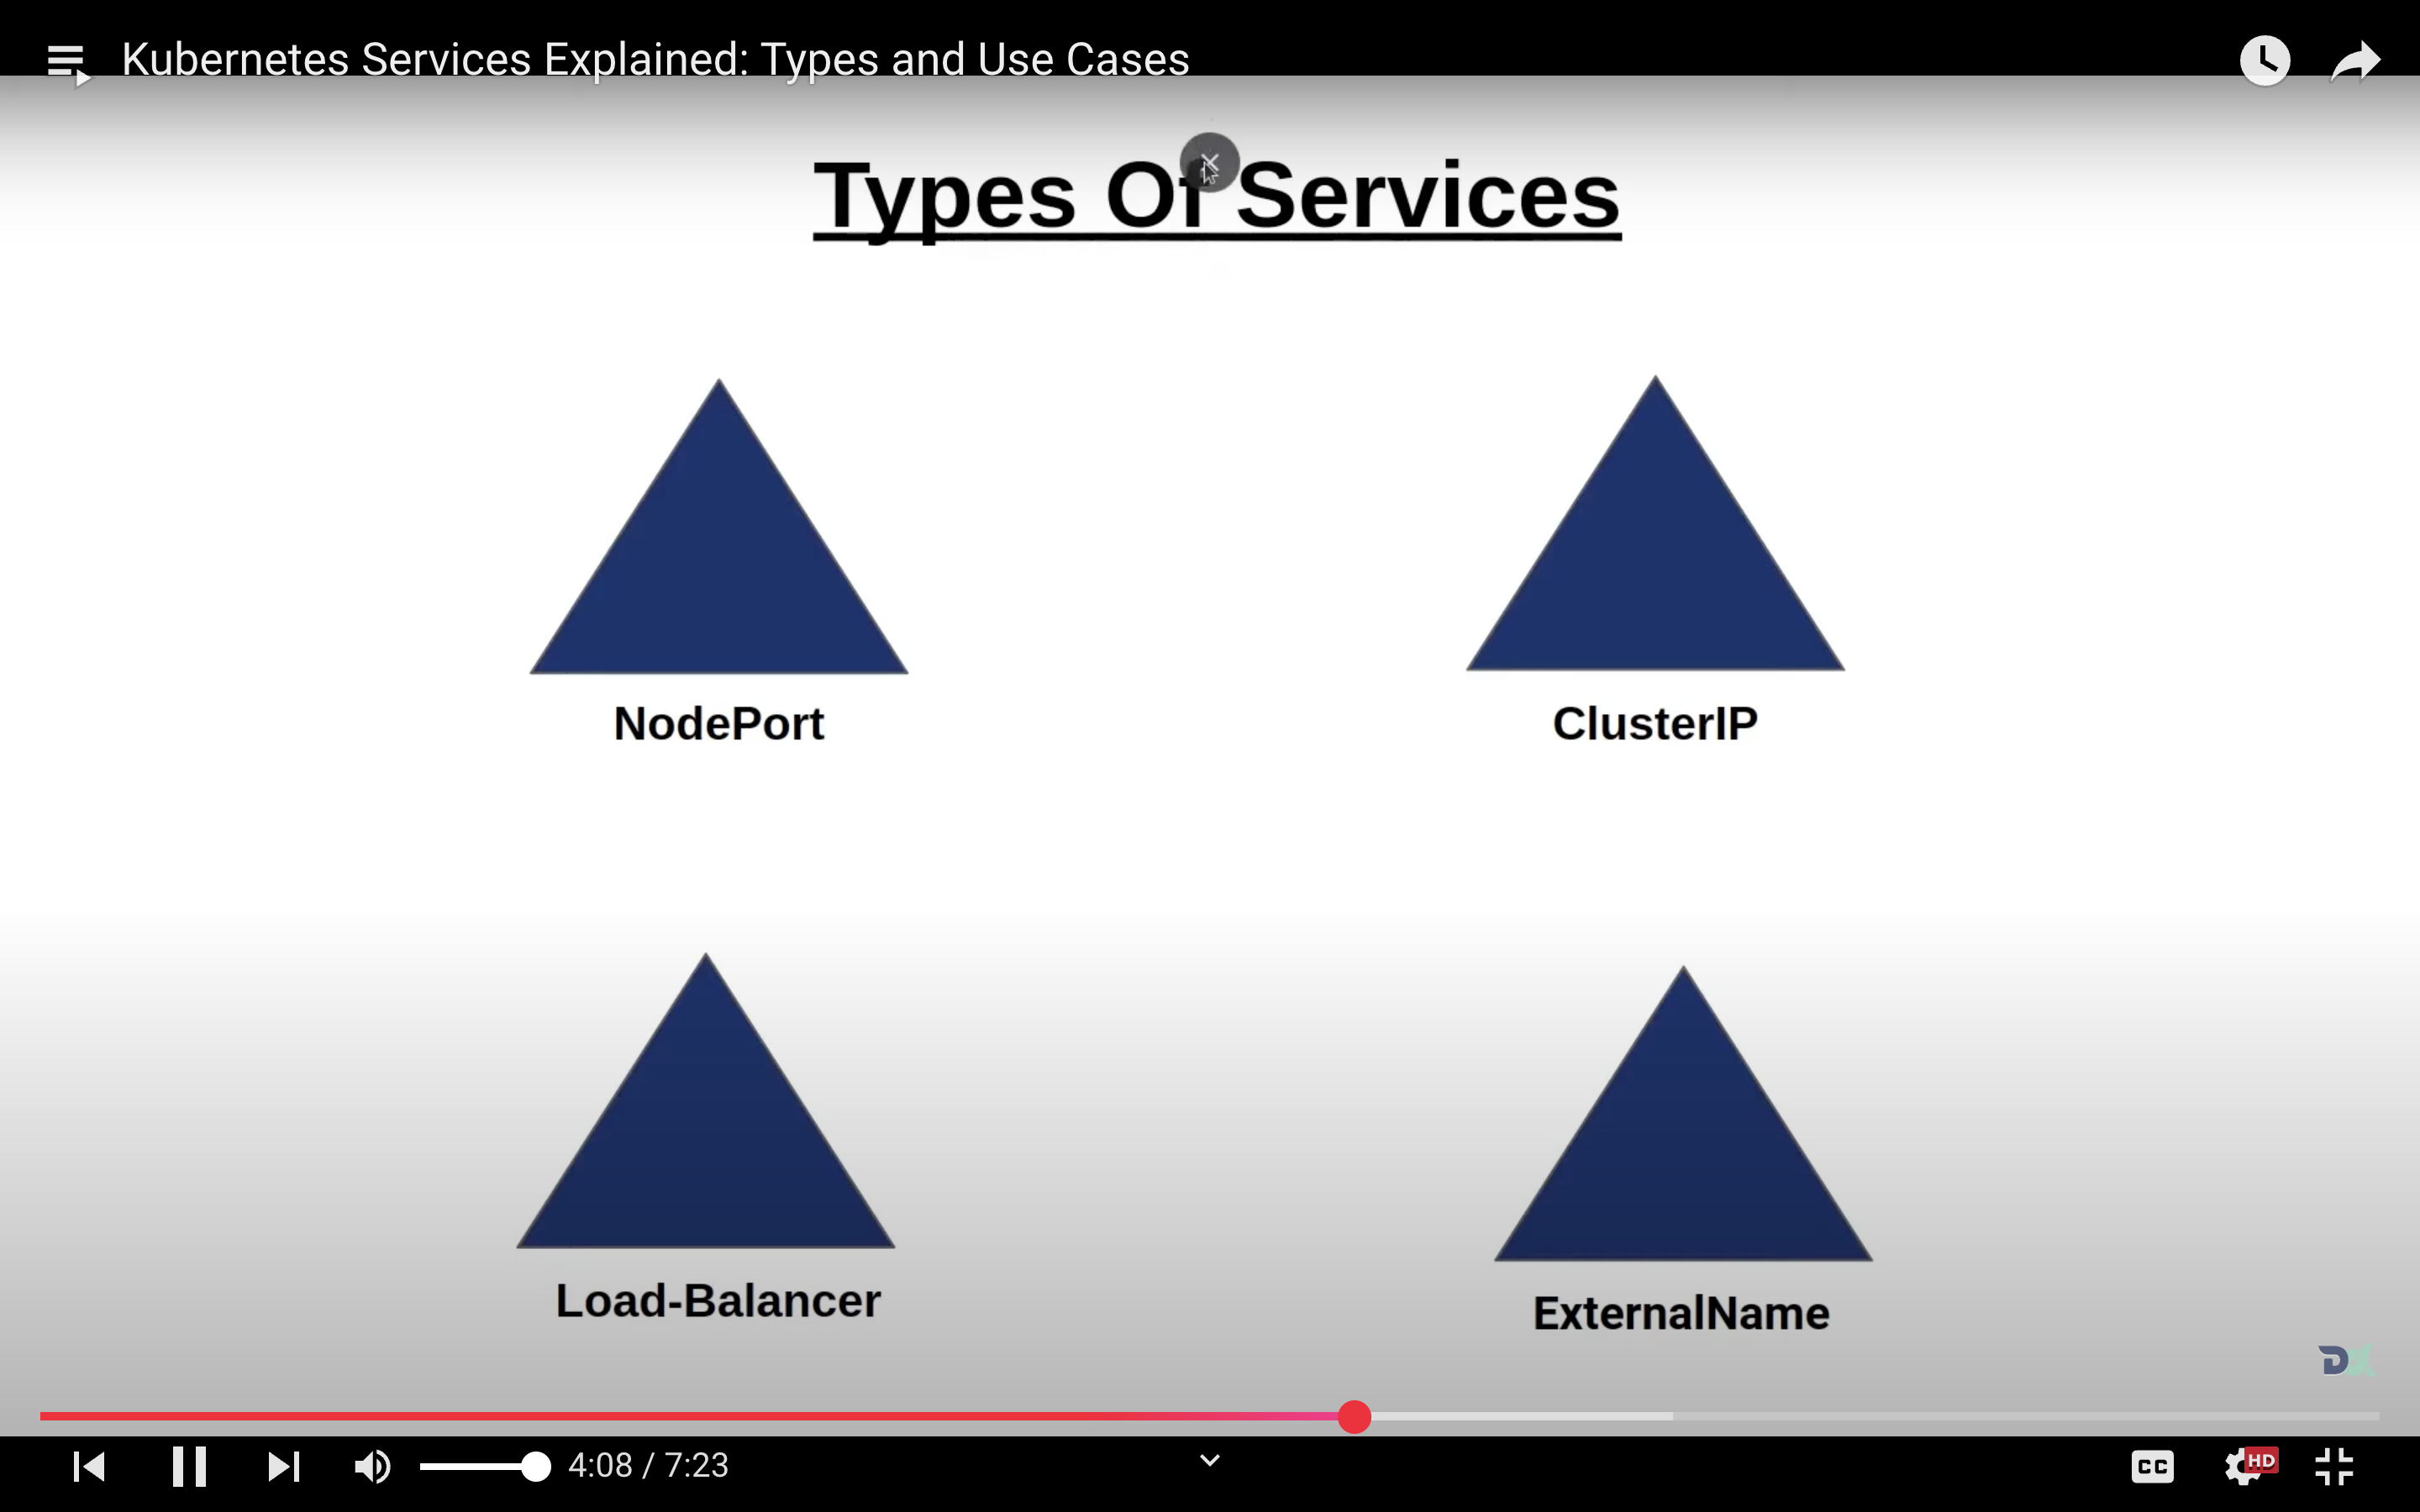 Kubernetes Services Explained: Types and Use Cases
Types Of Services
NodePort
ClusterIP
Load-Balancer
ExternalName
DX
4:08 / 7:23
CC
HD